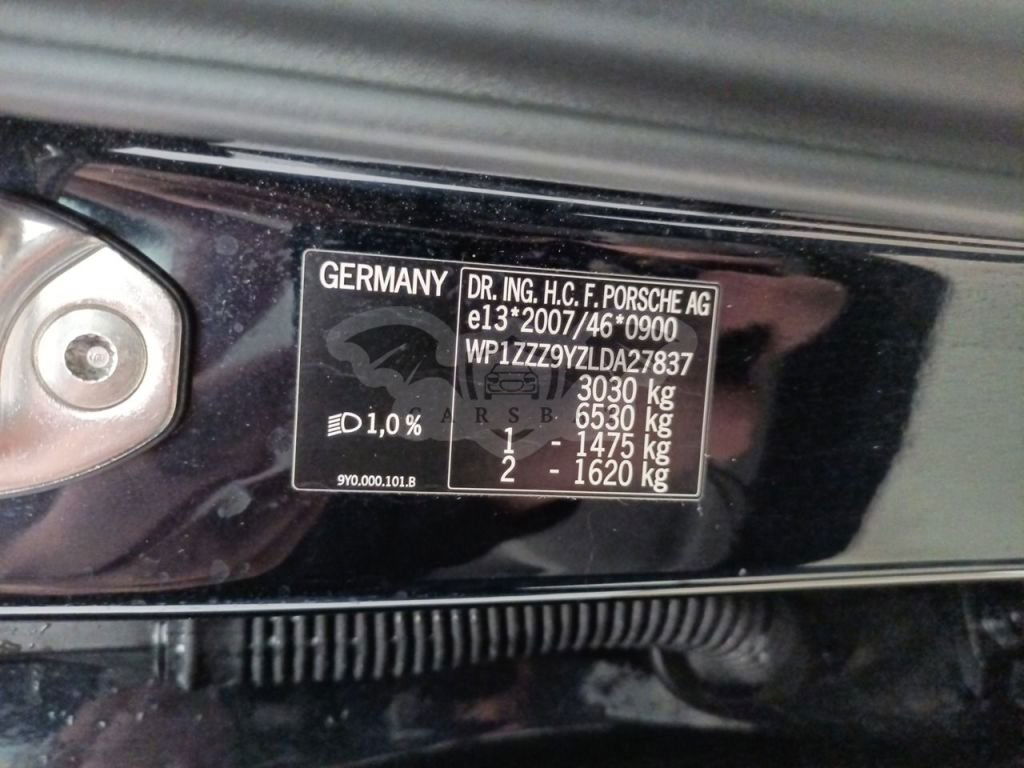 GERMANY
DR. ING. H.C. F. PORSCHE AG
e13*2007/46*0900
WP1ZZZ9YZLDA27837
3030 kg
6530 kg
1 - 1475 kg
2 - 1620 kg
1,0 %
9Y0.000.101.B
CARSB